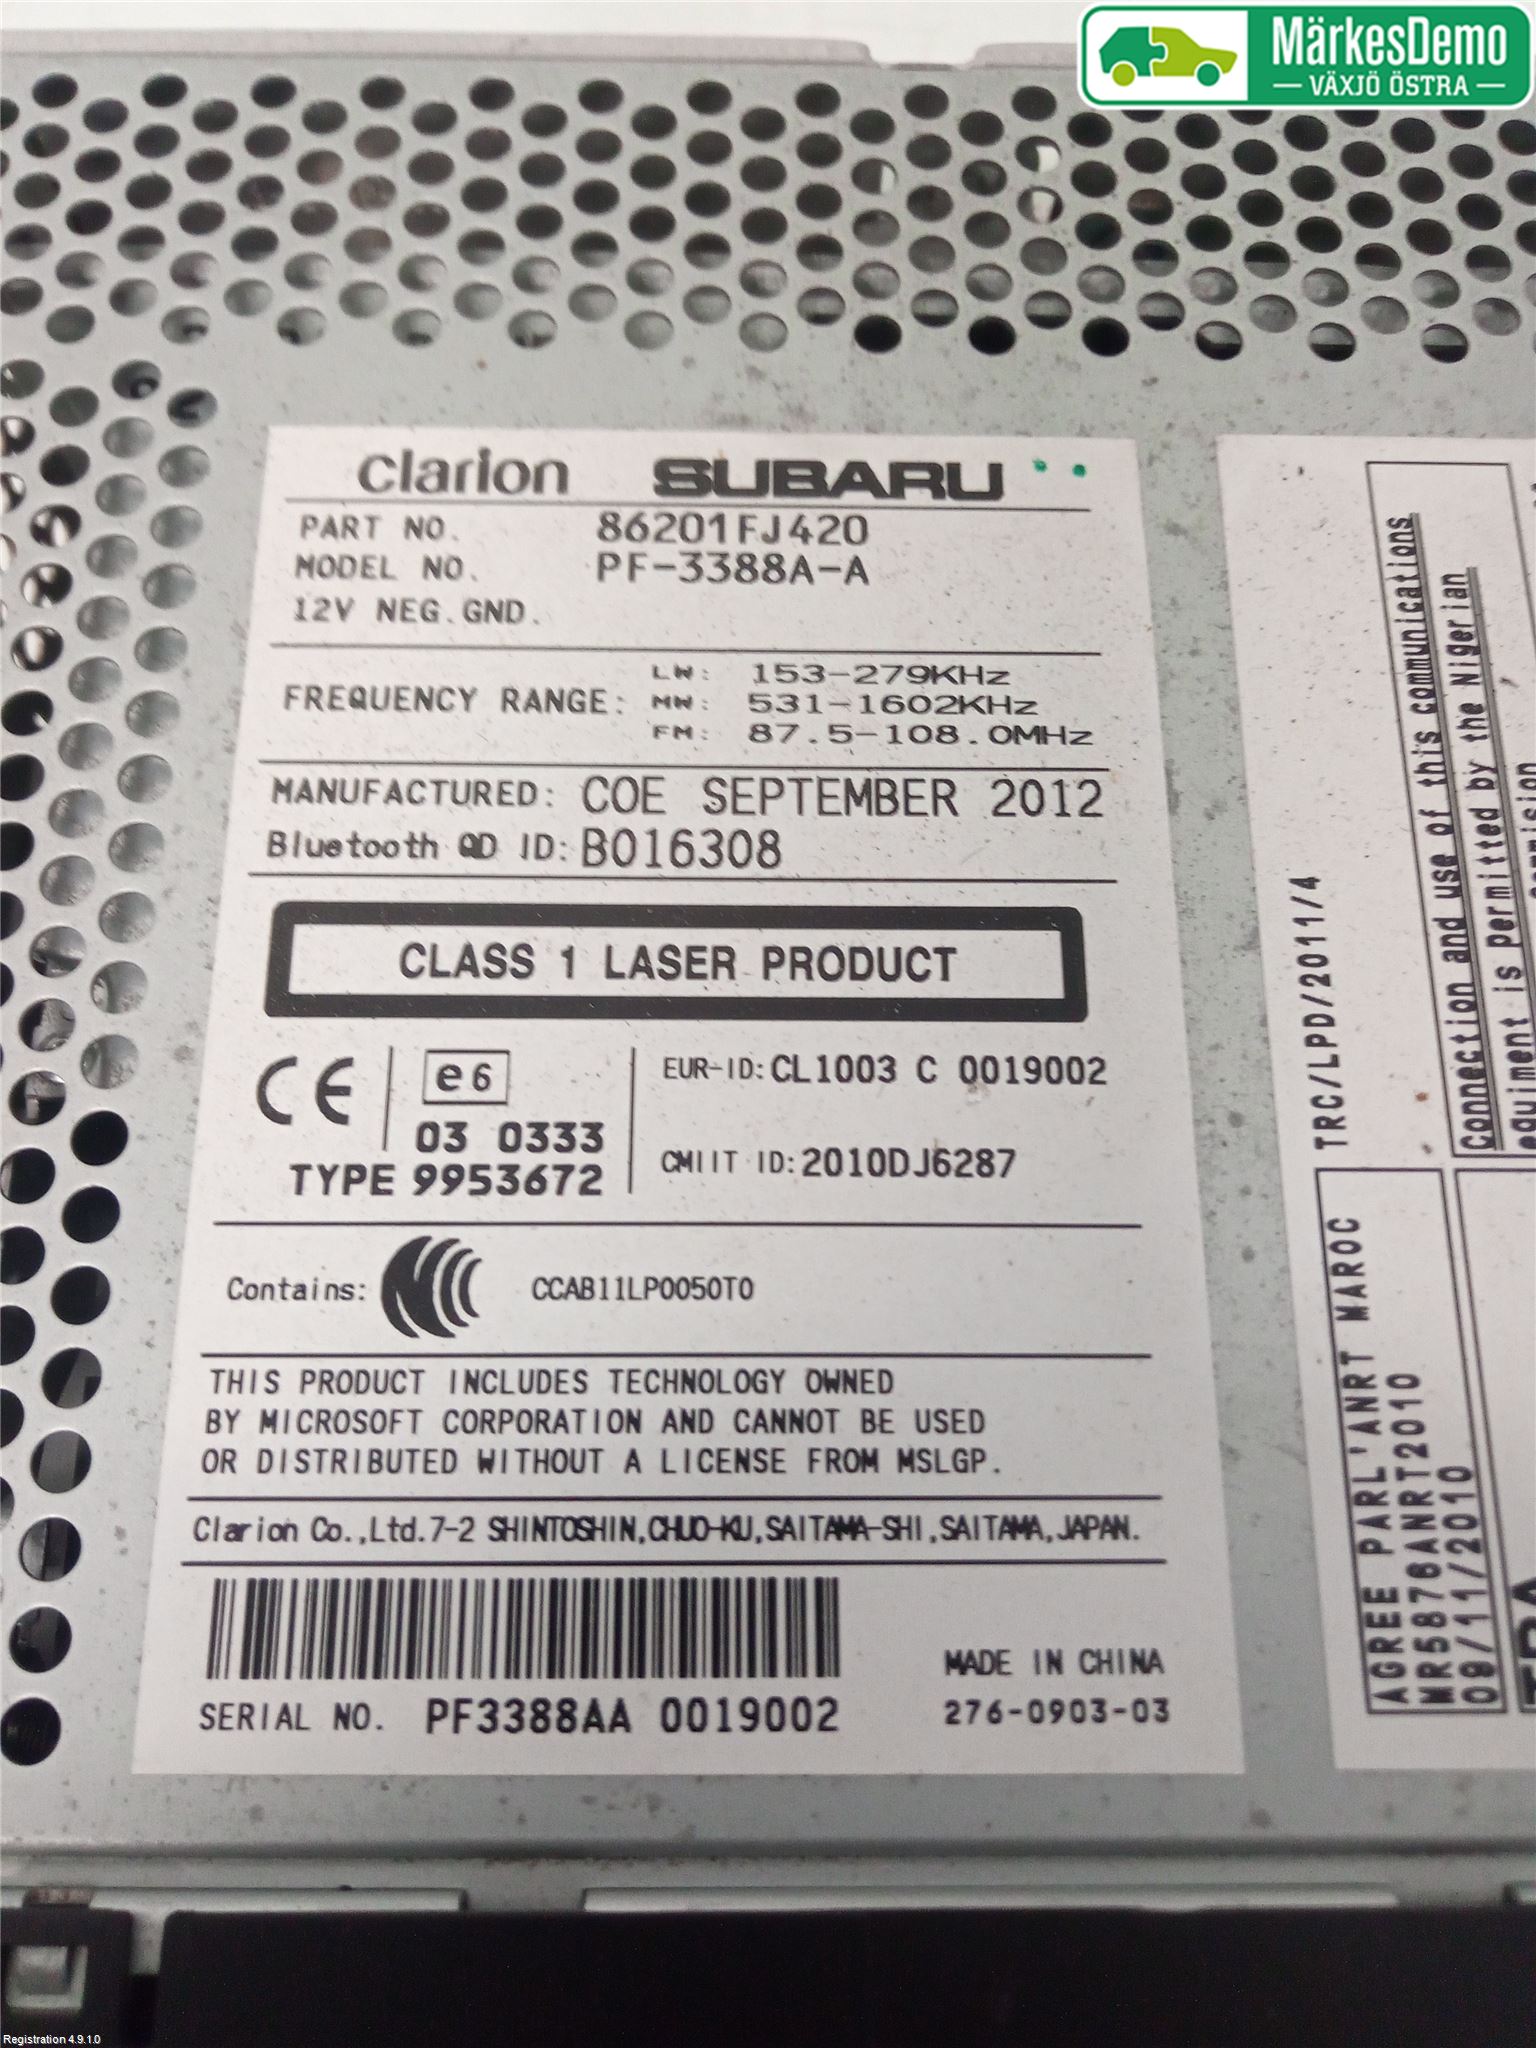 MärkesDemo
VÄXJÖ ÖSTRA
clarion SUBARU
PART NO. 86201FJ420
MODEL NO. PF-3388A-A
12V NEG.GND.
FREQUENCY RANGE: LW: 153-279KHz
MW: 531-1602KHz
FM: 87.5-108.0MHz
MANUFACTURED: COE SEPTEMBER 2012
Bluetooth QD ID: B016308
CLASS 1 LASER PRODUCT
CE e6 EUR-ID: CL1003 C 0019002
03 0333
TYPE 9953672 CMIIT ID: 2010DJ6287
Contains: CCAB11LP0050T0
THIS PRODUCT INCLUDES TECHNOLOGY OWNED
BY MICROSOFT CORPORATION AND CANNOT BE USED
OR DISTRIBUTED WITHOUT A LICENSE FROM MSLGP.
Clarion Co.,Ltd.7-2 SHINTOSHIN,CHUO-KU,SAITAMA-SHI,SAITAMA,JAPAN.
MADE IN CHINA
SERIAL NO. PF3388AA 0019002 276-0903-03
TRC/LPD/2011/4
Connection and use of this communications
equiment is permitted by the Nigerian
AGREE PARL'ANRT MAROC
MR5876ANRT2010
09/11/2010
Registration 4.9.1.0